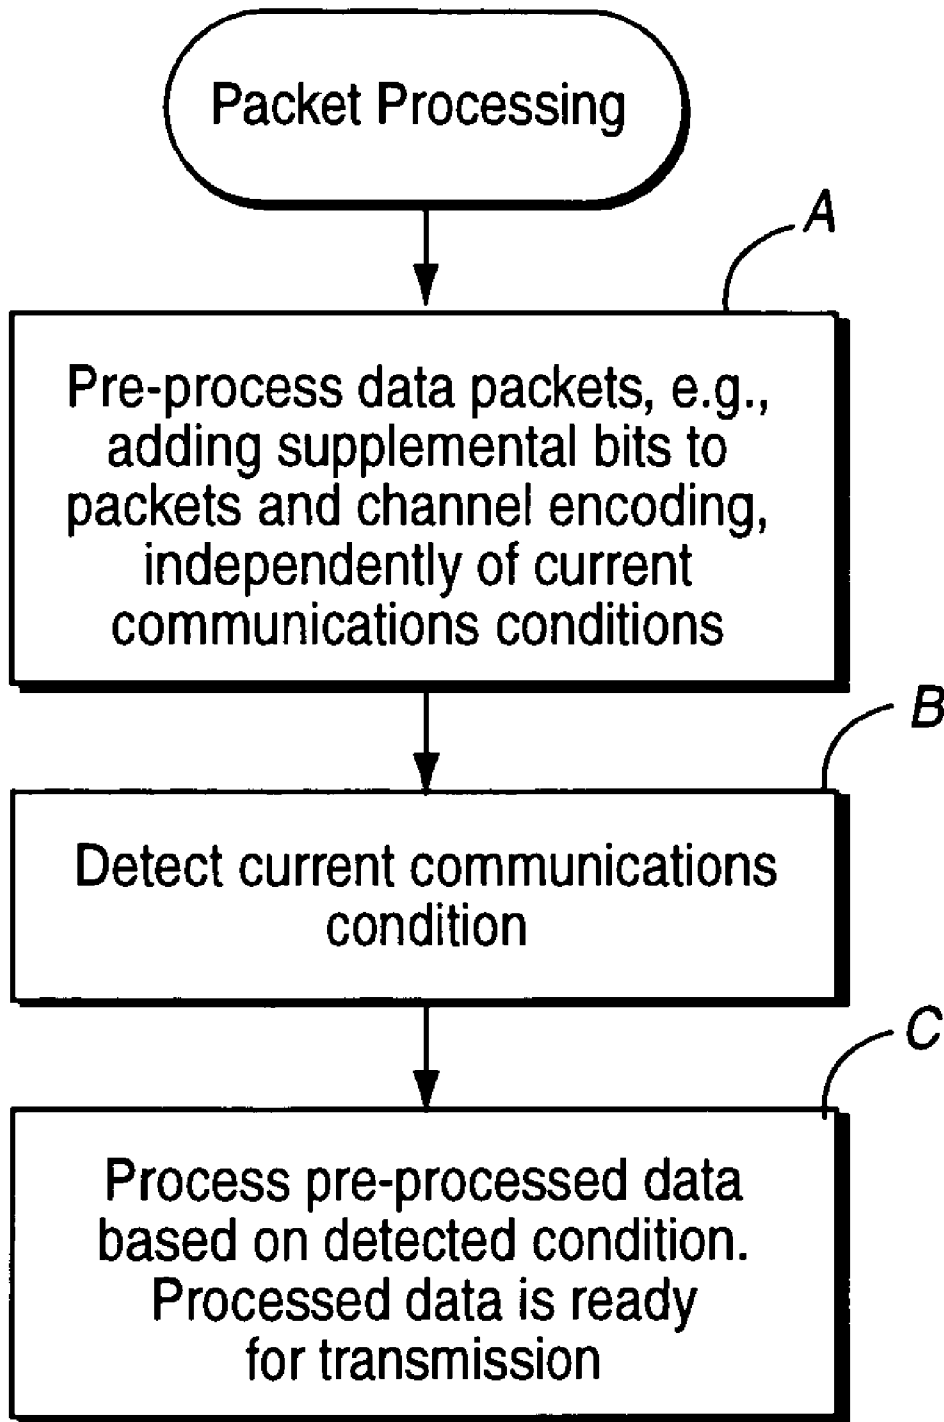 Packet Processing
A
Pre-process data packets, e.g.,
adding supplemental bits to
packets and channel encoding,
independently of current
communications conditions
B
Detect current communications
condition
C
Process pre-processed data
based on detected condition.
Processed data is ready
for transmission